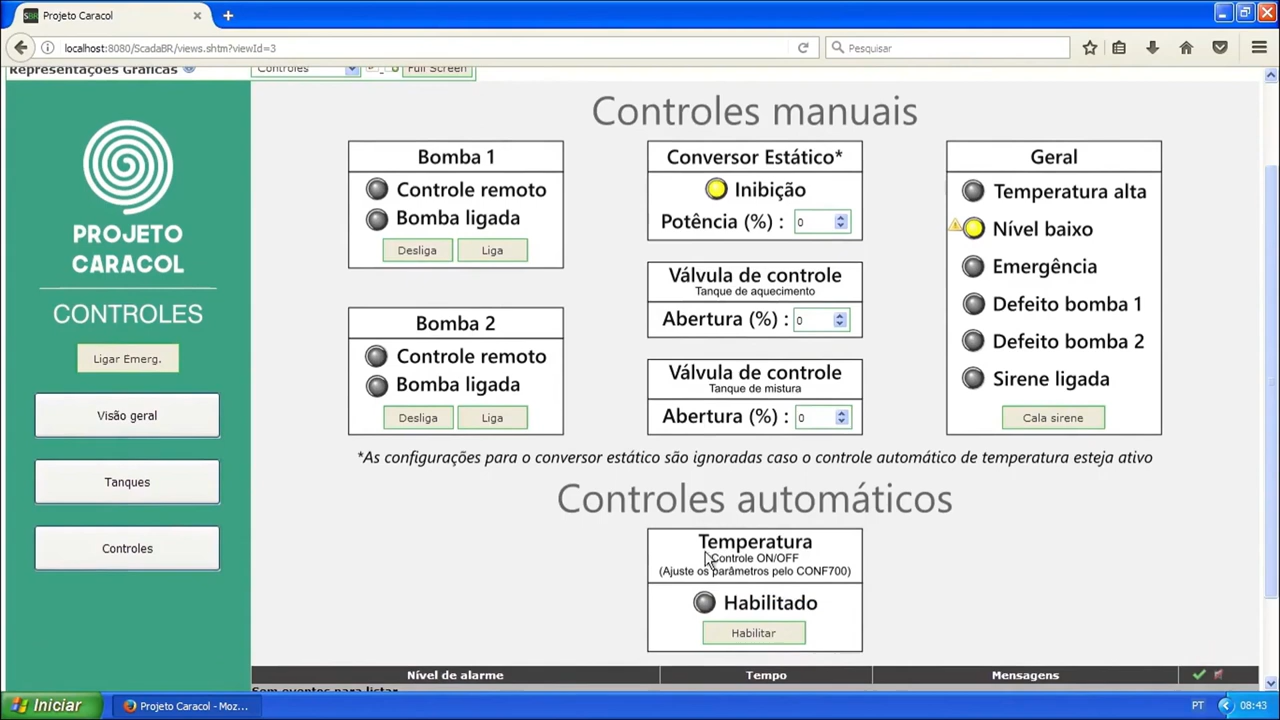 Projeto Caracol
localhost:8080/ScadaBR/views.shtm?viewId=3
Pesquisar
Representações Gráficas
Controles
Full Screen
PROJETO
CARACOL
CONTROLES
Ligar Emerg.
Visão geral
Tanques
Controles
Controles manuais
Bomba 1
Controle remoto
Bomba ligada
Desliga
Liga
Bomba 2
Controle remoto
Bomba ligada
Desliga
Liga
Conversor Estático*
Inibição
Potência (%) : 0
Válvula de controle
Tanque de aquecimento
Abertura (%) : 0
Válvula de controle
Tanque de mistura
Abertura (%) : 0
Geral
Temperatura alta
Nível baixo
Emergência
Defeito bomba 1
Defeito bomba 2
Sirene ligada
Cala sirene
*As configurações para o conversor estático são ignoradas caso o controle automático de temperatura esteja ativo
Controles automáticos
Temperatura
Controle ON/OFF
(Ajuste os parâmetros pelo CONF700)
Habilitado
Habilitar
Nível de alarme
Tempo
Mensagens
Sem eventos para listar
Iniciar
Projeto Caracol - Moz...
PT
08:43